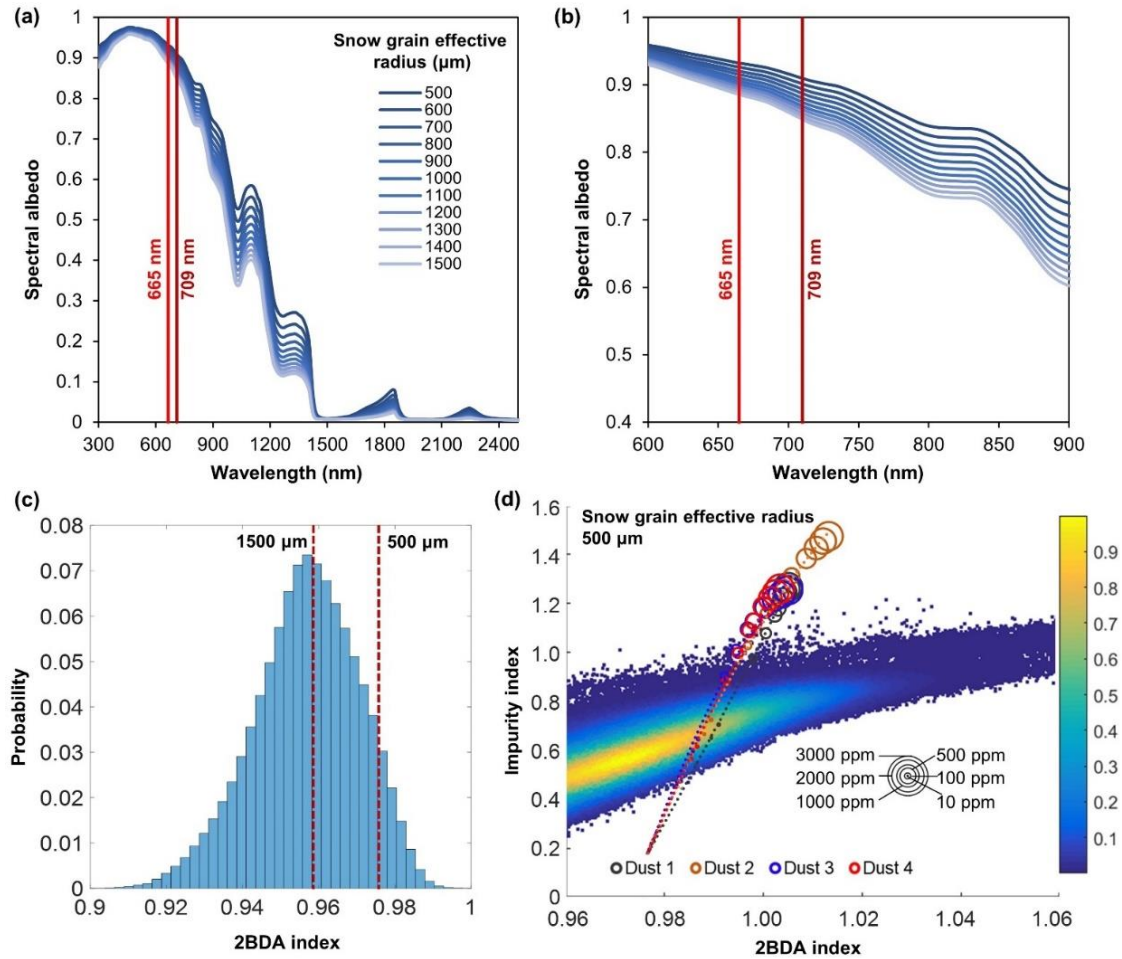 (a)
1
0.9
0.8
0.7
0.6
0.5
0.4
0.3
0.2
0.1
0
Spectral albedo
Snow grain effective
radius (μm)
500
600
700
800
900
1000
1100
1200
1300
1400
1500
665 nm
709 nm
300 600 900 1200 1500 1800 2100 2400
Wavelength (nm)
(b)
1
0.9
0.8
0.7
0.6
0.5
0.4
Spectral albedo
665 nm
709 nm
600 650 700 750 800 850 900
Wavelength (nm)
(c)
0.08
0.07
0.06
0.05
0.04
0.03
0.02
0.01
0
Probability
1500 μm
500 μm
0.9 0.92 0.94 0.96 0.98 1
2BDA index
(d)
1.6
1.4
1.2
1.0
0.8
0.6
0.4
0.2
0
Impurity index
Snow grain effective radius
500 μm
3000 ppm 500 ppm
2000 ppm 100 ppm
1000 ppm 10 ppm
Dust 1 Dust 2 Dust 3 Dust 4
0.96 0.98 1.00 1.02 1.04 1.06
2BDA index
0.9
0.8
0.7
0.6
0.5
0.4
0.3
0.2
0.1